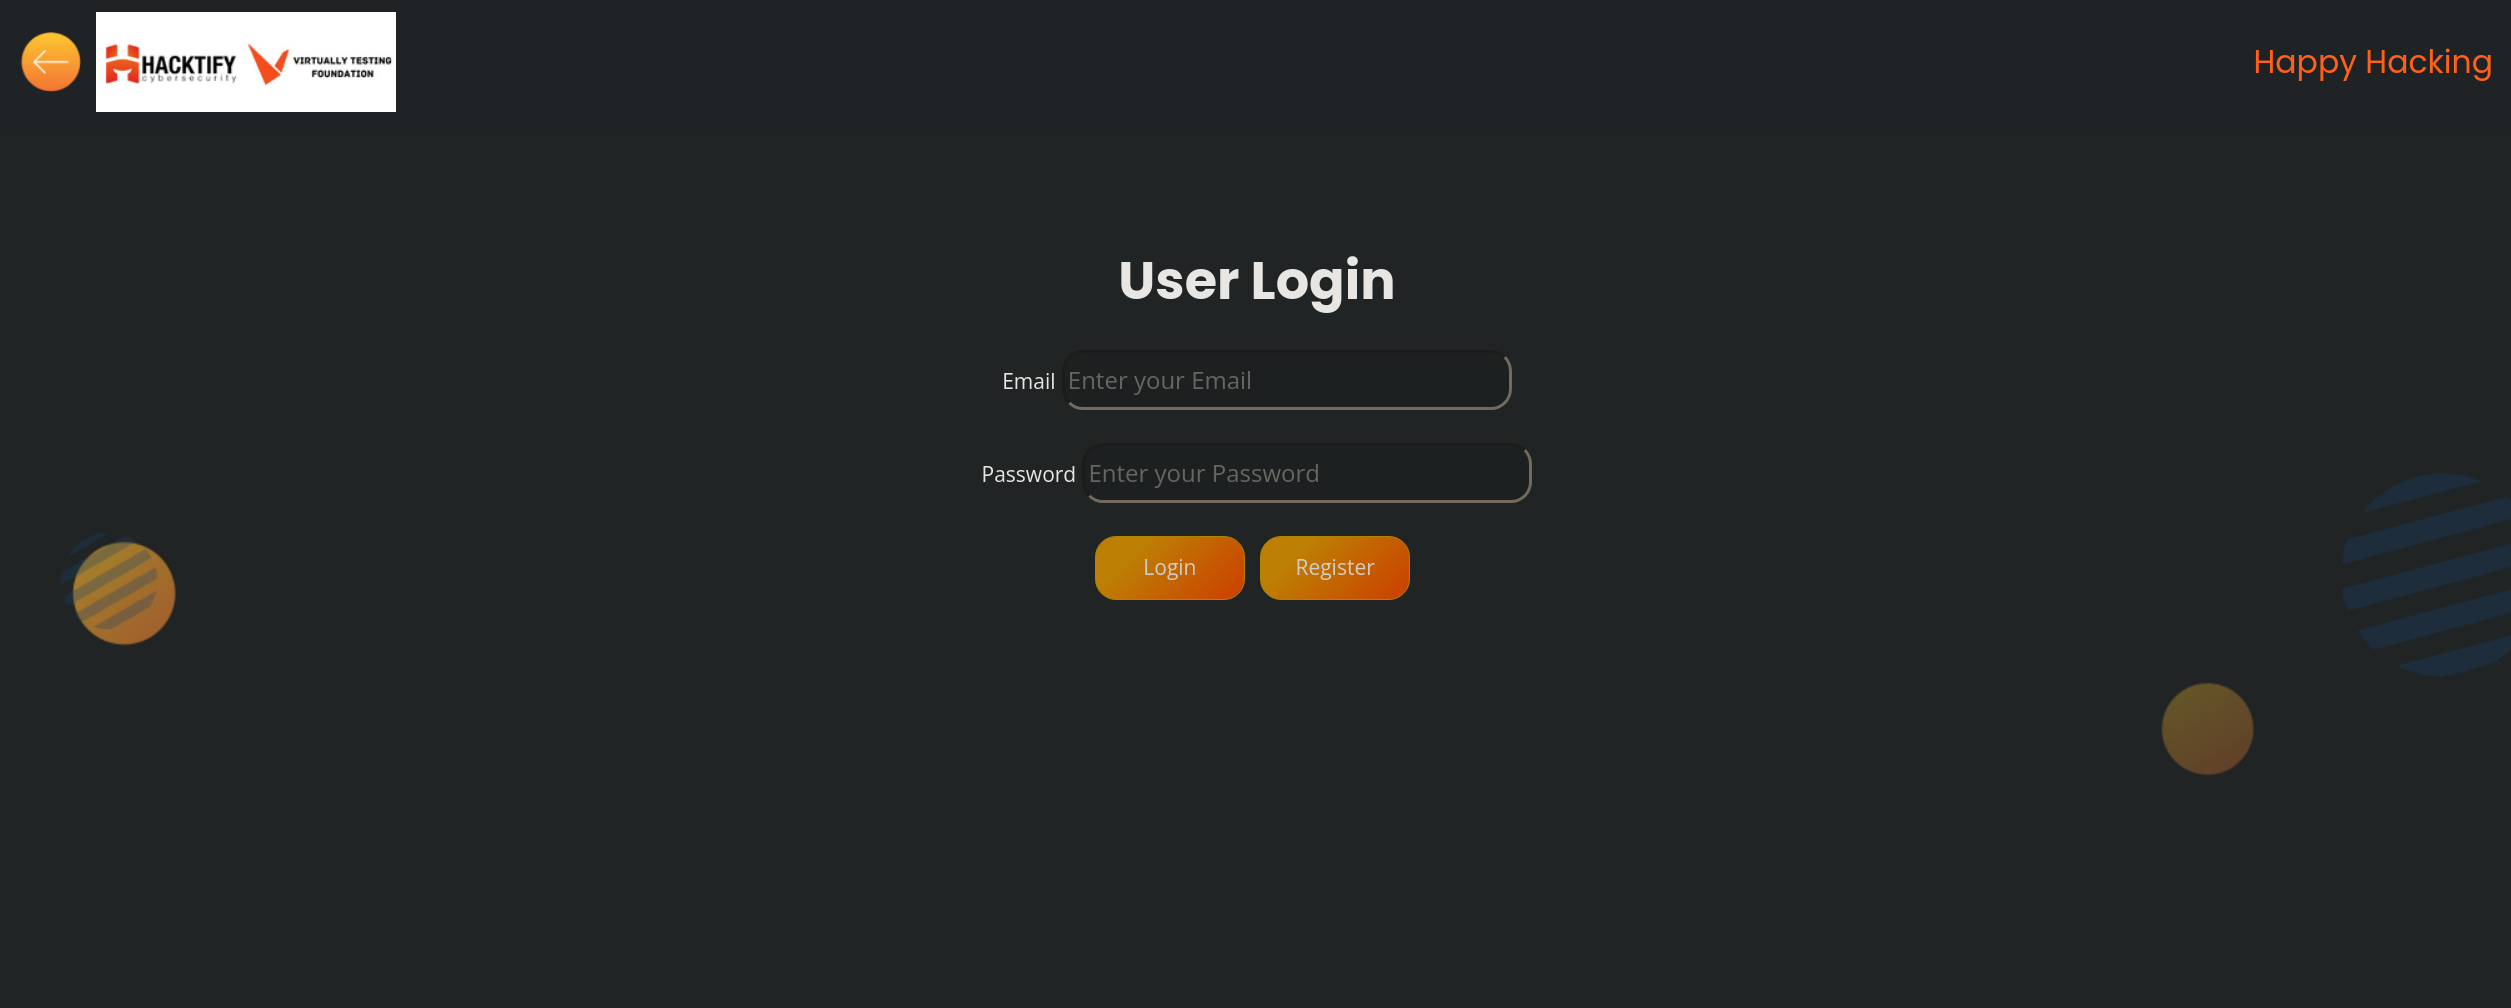 HACKTIFY
cybersecurity
VIRTUALLY TESTING
FOUNDATION
Happy Hacking
User Login
Email Enter your Email
Password Enter your Password
Login Register